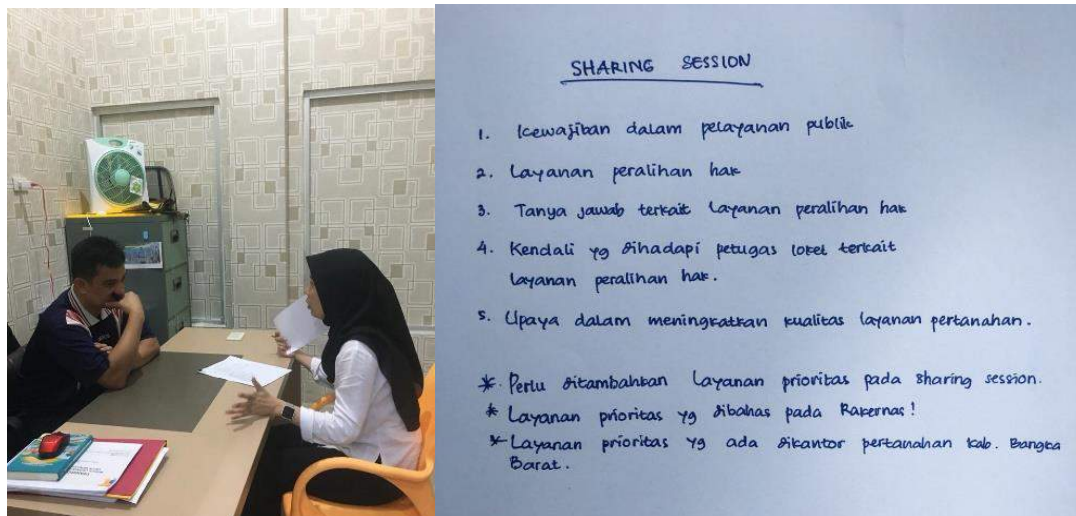 SHARING SESSION
1. Kewajiban dalam pelayanan publik
2. Layanan peralihan hak
3. Tanya jawab terkait layanan peralihan hak
4. Kendali yg dihadapi petugas loket terkait
layanan peralihan hak.
5. Upaya dalam meningkatkan kualitas layanan pertanahan.
* Perlu ditambahkan Layanan prioritas pada sharing session.
* Layanan prioritas yg dibahas pada Rakernas!
* Layanan prioritas yg ada dikantor pertanahan kab. Bangka
Barat.